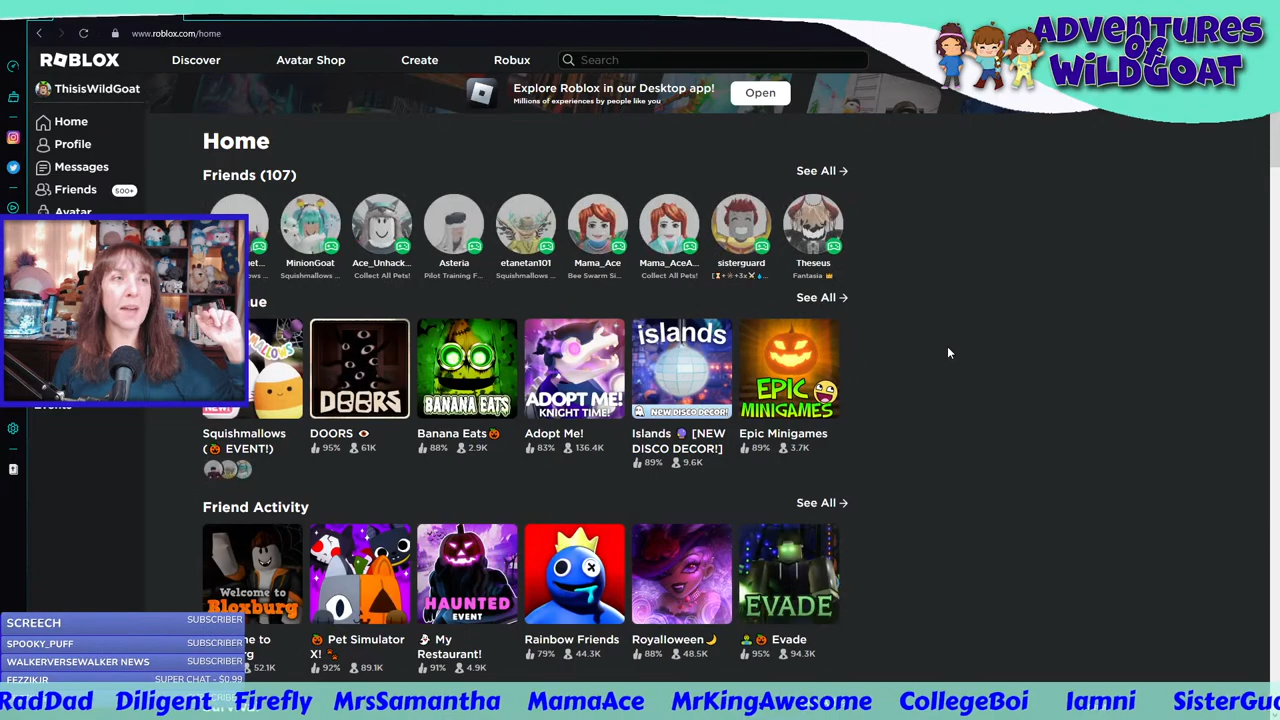 www.roblox.com/home
ADVENTURES
OF
WILDGOAT
ROBLOX
Discover
Avatar Shop
Create
Robux
Search
ThisisWildGoat
Explore Roblox in our Desktop app!
Millions of experiences by people like you
Open
Home
Profile
Messages
Friends
500+
Avatar
Home
Friends (107)
See All
MinionGoat
Ace_Unhack...
Asteria
etanetan101
Mama_Ace
Mama_AceA...
sisterguard
Theseus
Squishmallows ...
Collect All Pets!
Pilot Training F...
Squishmallows ...
Bee Swarm Si...
Collect All Pets!
Fantasia
See All
NEW!
DOORS
BANANA EATS
ADOPT ME!
KNIGHT TIME!
islands
NEW DISCO DECOR!
EPIC
MINIGAMES
Squishmallows
( EVENT!)
DOORS
95% 61K
Banana Eats
88% 2.9K
Adopt Me!
83% 136.4K
Islands [NEW
DISCO DECOR!]
89% 9.6K
Epic Minigames
89% 3.7K
Events
Friend Activity
See All
Welcome to
Bloxburg
HAUNTED
EVENT
EVADE
Pet Simulator
X!
92% 89.1K
My
Restaurant!
91% 4.9K
Rainbow Friends
79% 44.3K
Royalloween
88% 48.5K
Evade
95% 94.3K
52.1K
SCREECH SUBSCRIBER
SPOOKY_PUFF SUBSCRIBER
WALKERVERSEWALKER NEWS SUBSCRIBER
FEZZIKJR SUPER CHAT - $0.99
RadDad Diligent Firefly MrsSamantha MamaAce MrKingAwesome CollegeBoi Iamni SisterGua